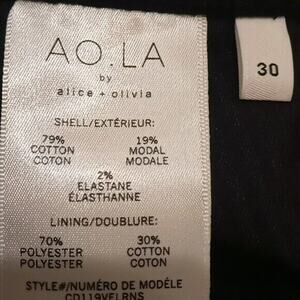 AO.LA
by
alice + olivia
30
SHELL/EXTÉRIEUR:
79% 19%
COTTON MODAL
COTON MODALE
2%
ELASTANE
ÉLASTHANNE
LINING/DOUBLURE:
70% 30%
POLYESTER COTTON
POLYESTER COTON
STYLE#/NUMÉRO DE MODÈLE
CD119VELRNS